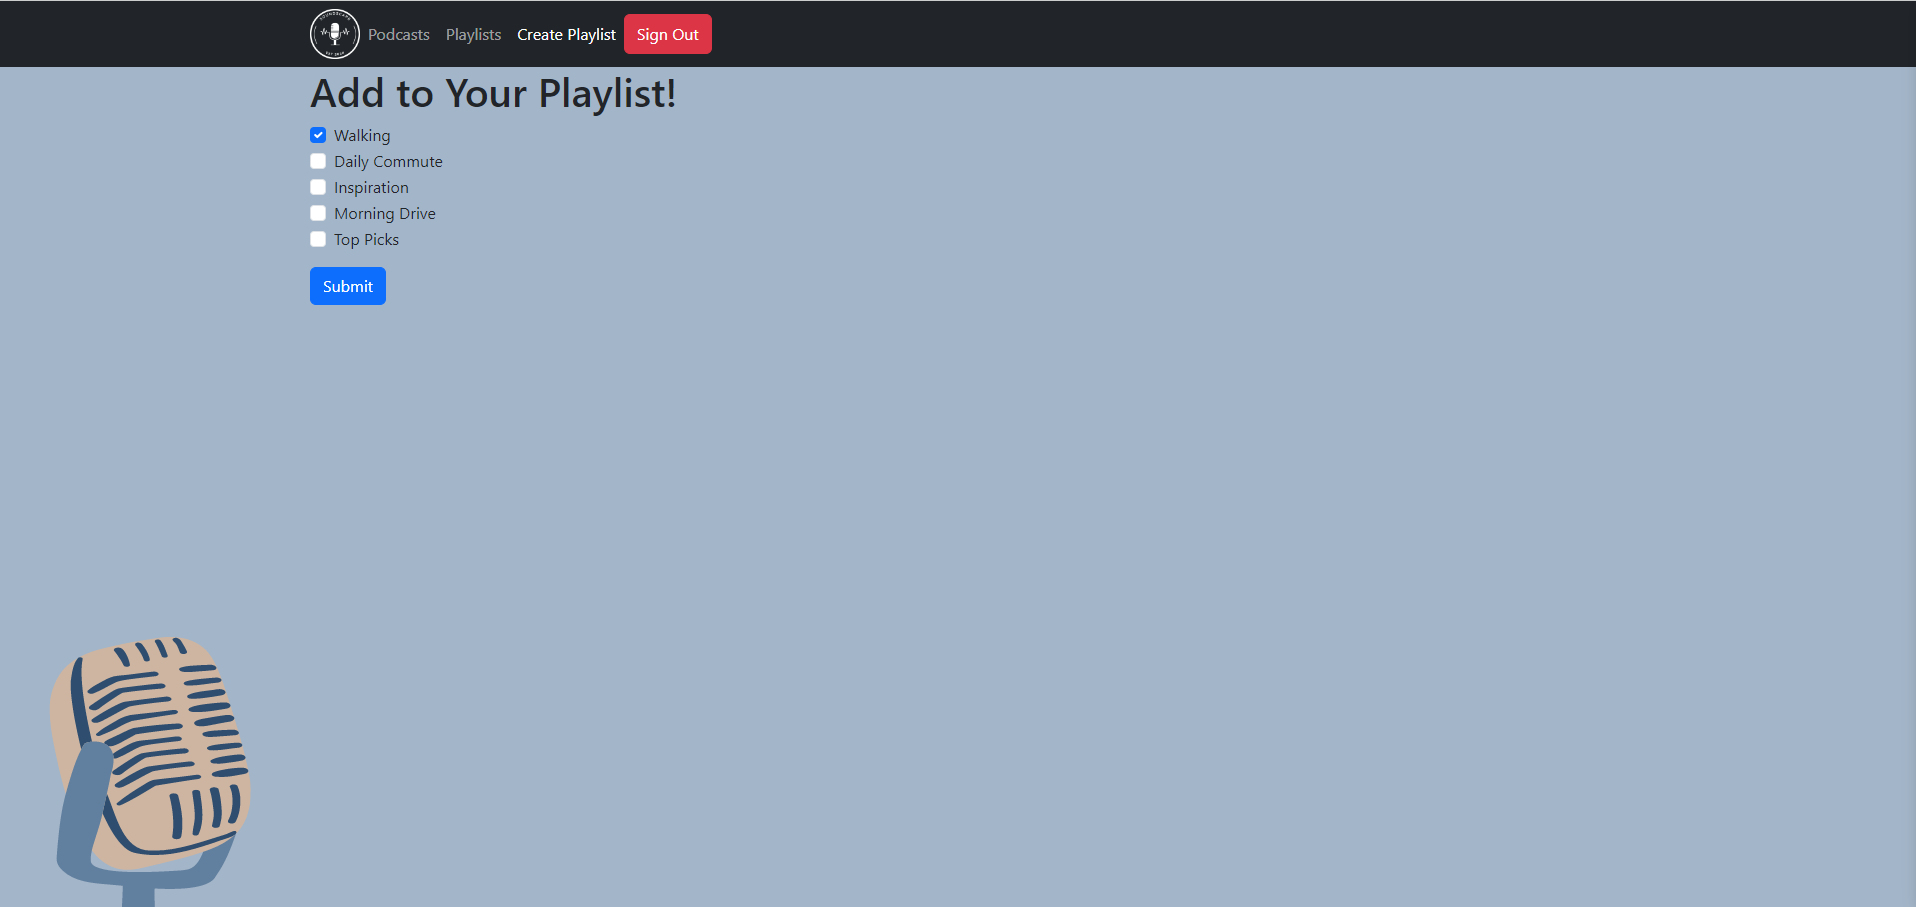 SOUNDSCAPE
Podcasts Playlists Create Playlist Sign Out
Add to Your Playlist!
Walking
Daily Commute
Inspiration
Morning Drive
Top Picks
Submit